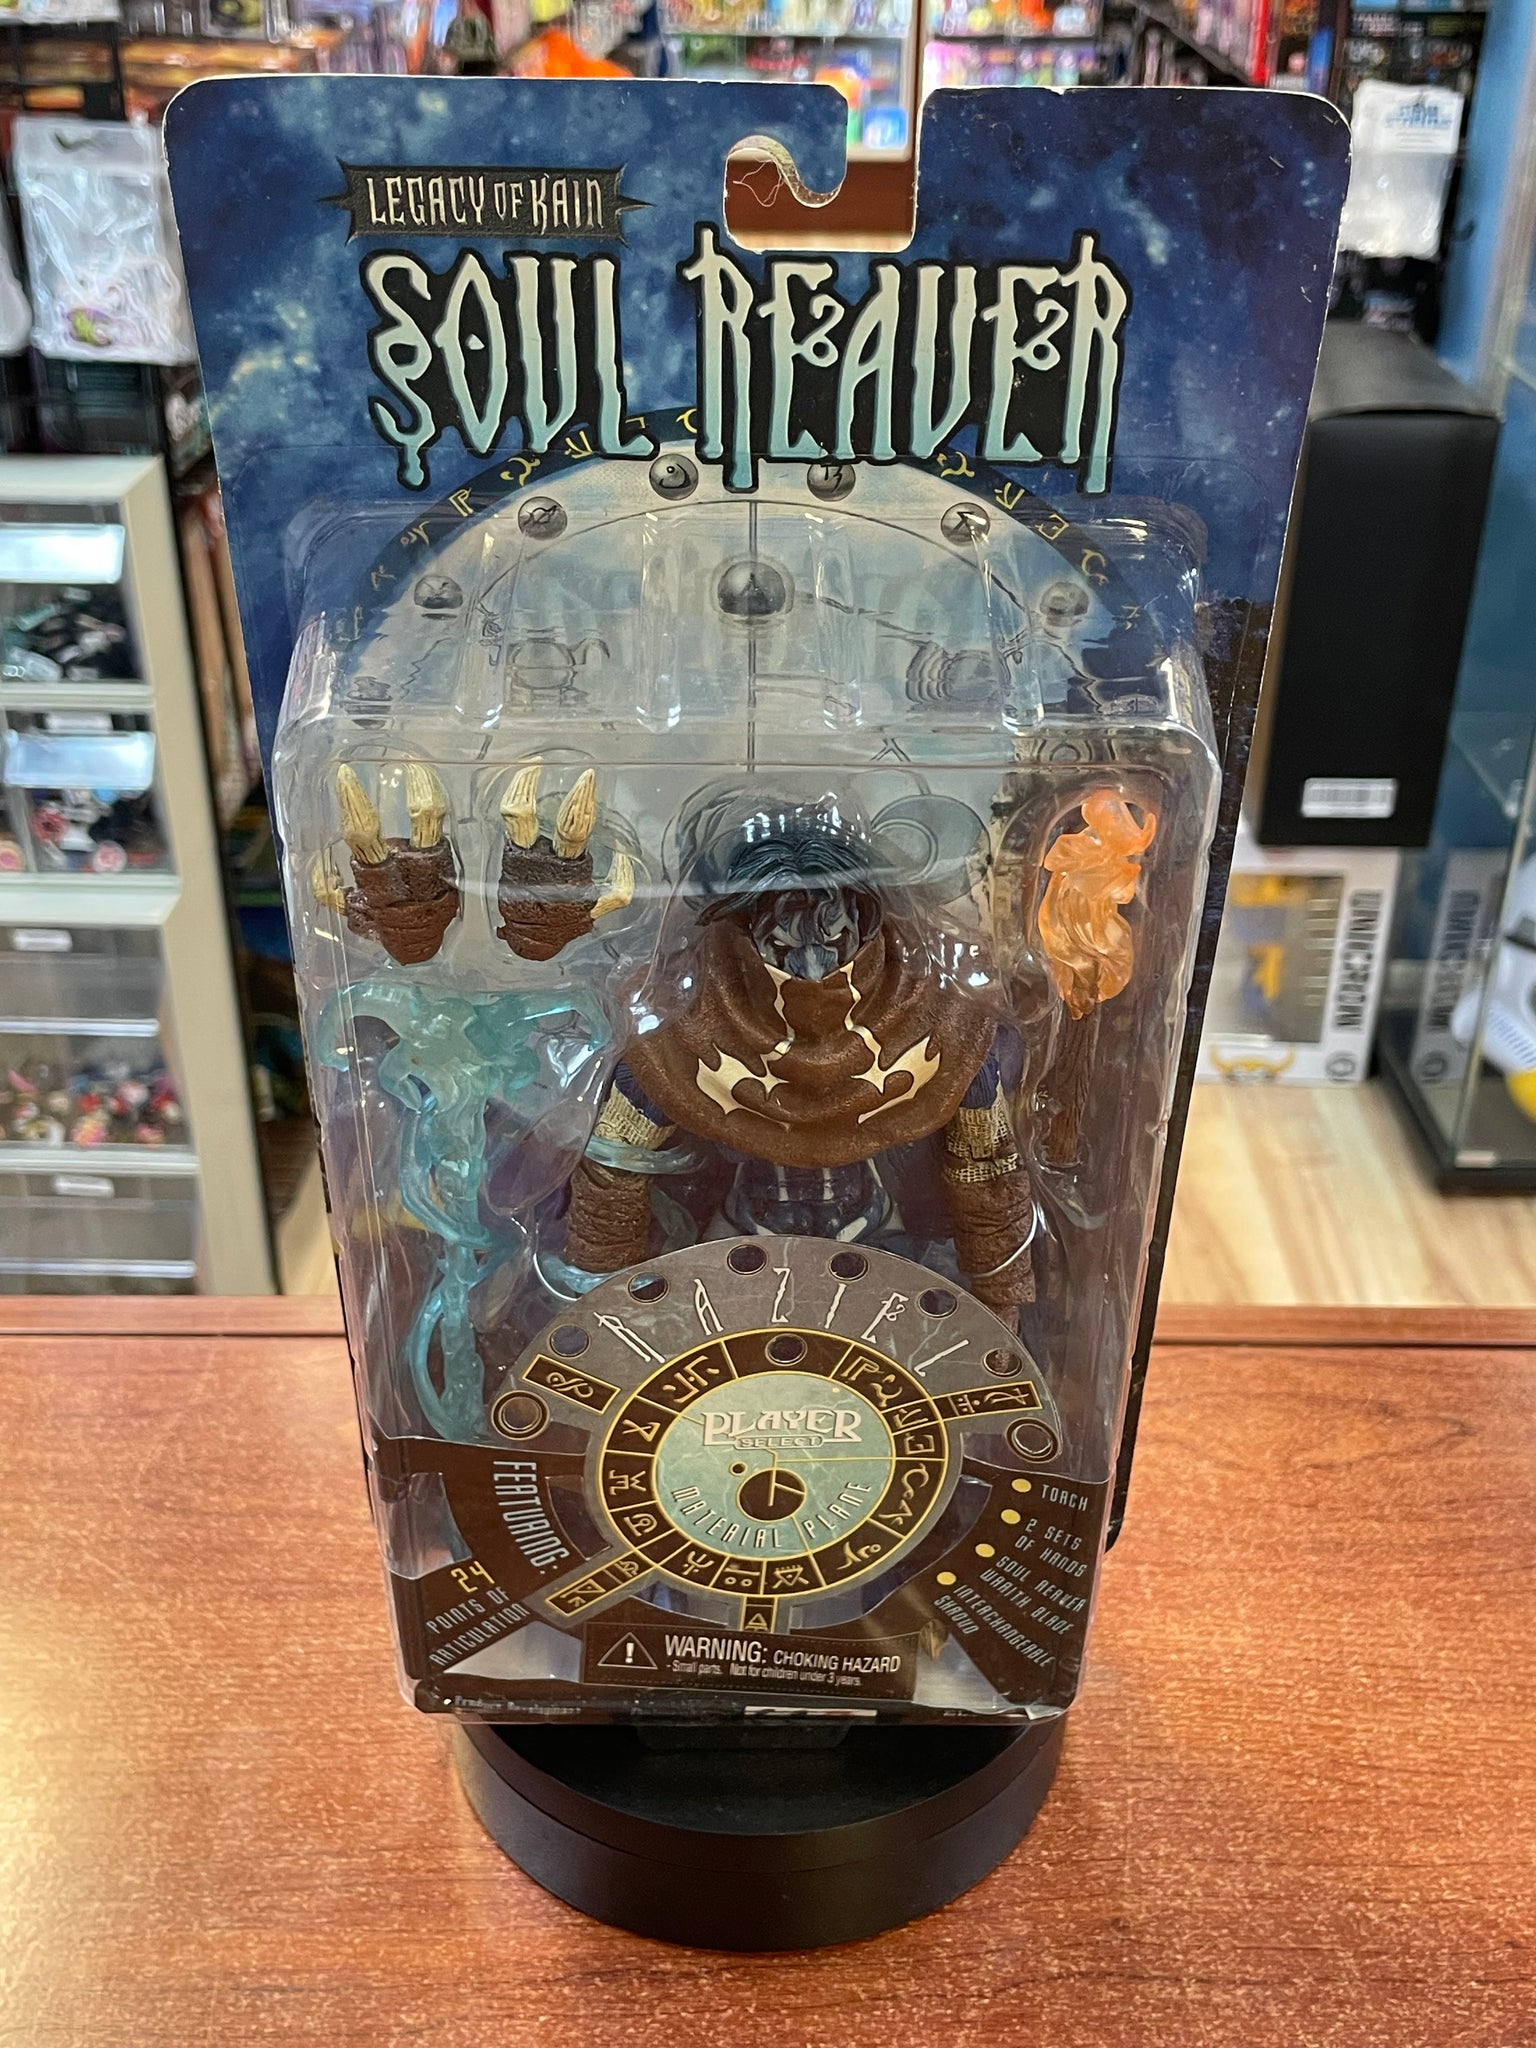 LEGACY OF KAIN
SOUL REAVER
RAZIEL
PLAYER
SELECT
MATERIAL PLANE
FEATURING:
24
POINTS OF
ARTICULATION
TORCH
2 SETS
OF HANDS
SOUL REAVER
WRAITH BLADE
INTERCHANGEABLE
SHROUD
WARNING: CHOKING HAZARD
- Small parts. Not for children under 3 years.
UNICRON